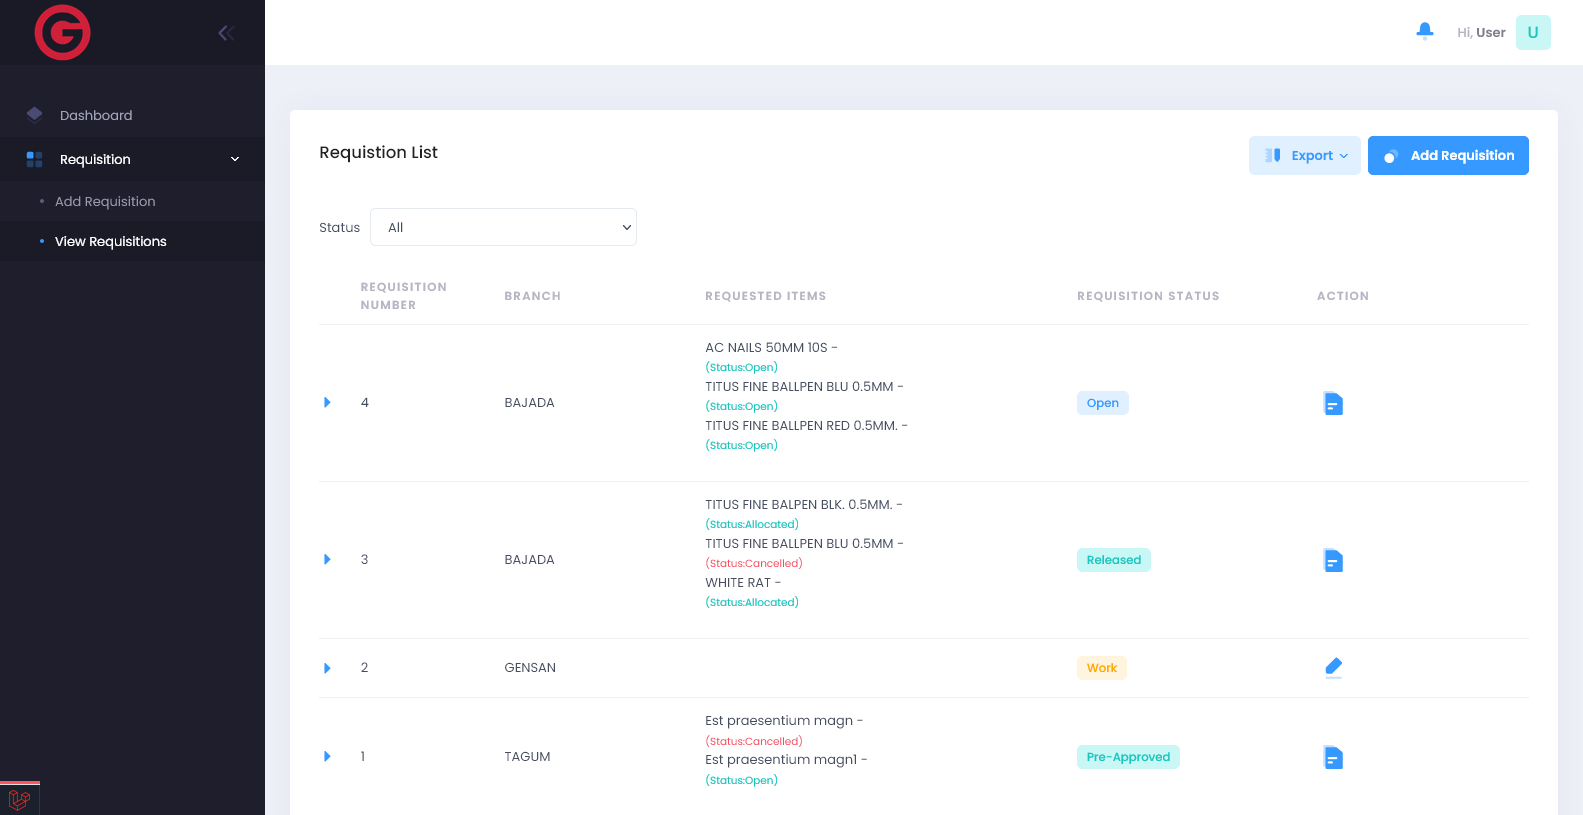 G
Hi, User
U
Dashboard
Requisition
Add Requisition
View Requisitions
Requistion List
Export
Add Requisition
Status
All
REQUISITION
NUMBER
BRANCH
REQUESTED ITEMS
REQUISITION STATUS
ACTION
4
BAJADA
AC NAILS 50MM 10S -
(Status:Open)
TITUS FINE BALLPEN BLU 0.5MM -
(Status:Open)
TITUS FINE BALLPEN RED 0.5MM. -
(Status:Open)
Open
3
BAJADA
TITUS FINE BALPEN BLK. 0.5MM. -
(Status:Allocated)
TITUS FINE BALLPEN BLU 0.5MM -
(Status:Cancelled)
WHITE RAT -
(Status:Allocated)
Released
2
GENSAN
Work
1
TAGUM
Est praesentium magn -
(Status:Cancelled)
Est praesentium magn1 -
(Status:Open)
Pre-Approved